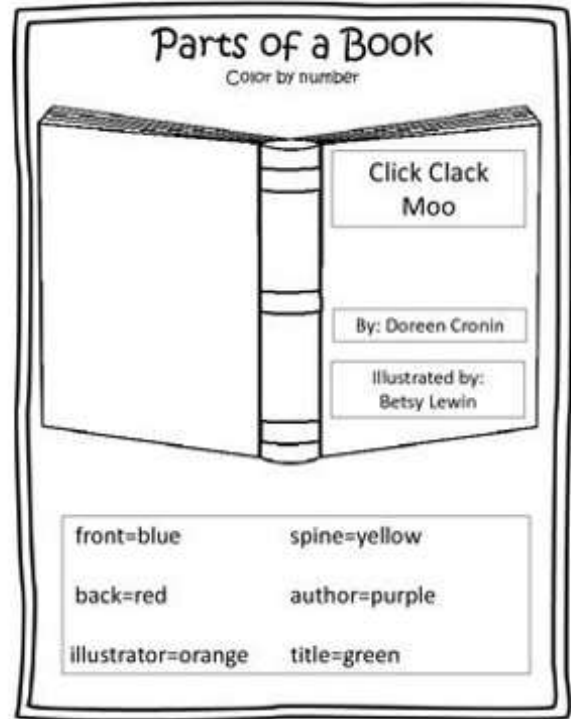 Parts of a Book
Color by number
Click Clack
Moo
By: Doreen Cronin
Illustrated by:
Betsy Lewin
front=blue spine=yellow
back=red author=purple
illustrator=orange title=green